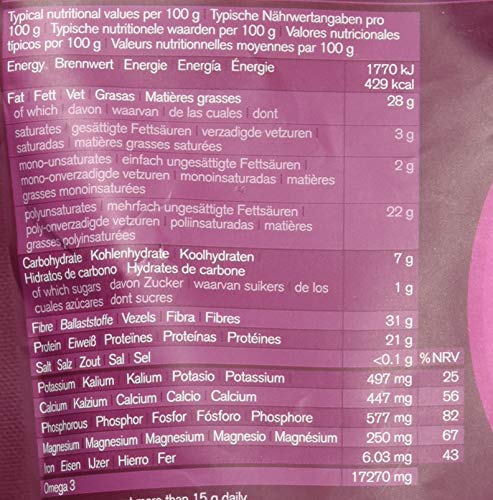 Typical nutritional values per 100 g | Typische Nährwertangaben pro
100 g | Typische nutritionele waarden per 100 g | Valores nutricionales
típicos por 100 g | Valeurs nutritionnelles moyennes par 100 g
Energy Brennwert Energie Energía Énergie 1770 kJ
429 kcal
Fat | Fett | Vet | Grasas | Matières grasses 28 g
of which | davon | waarvan | de las cuales | dont
saturates | gesättigte Fettsäuren | verzadigde vetzuren | 3 g
saturadas | matières grasses saturées
mono-unsaturates | einfach ungesättigte Fettsäuren | 2 g
mono-onverzadigde vetzuren | monoinsaturadas | matières
grasses monoinsaturées
polyunsaturates | mehrfach ungesättigte Fettsäuren | 22 g
poly-onverzadigde vetzuren | poliinsaturadas | matières
grasses polyinsaturées
Carbohydrate Kohlenhydrate Koolhydraten 7 g
Hidratos de carbono | Hydrates de carbone
of which sugars | davon Zucker | waarvan suikers | de los 1 g
cuales azúcares | dont sucres
Fibre | Ballaststoffe | Vezels | Fibra | Fibres 31 g
Protein | Eiweiß | Proteïnes | Proteínas | Protéines 21 g
Salt | Salz | Zout | Sal | Sel <0.1 g % NRV
Potassium | Kalium | Kalium | Potasio | Potassium 497 mg 25
Calcium | Kalzium | Calcium | Calcio | Calcium 447 mg 56
Phosphorous | Phosphor | Fosfor | Fósforo | Phosphore 577 mg 82
Magnesium | Magnesium | Magnesium | Magnesio | Magnésium 250 mg 67
Iron | Eisen | IJzer | Hierro | Fer 6.03 mg 43
Omega 3 17270 mg
more than 15 g daily